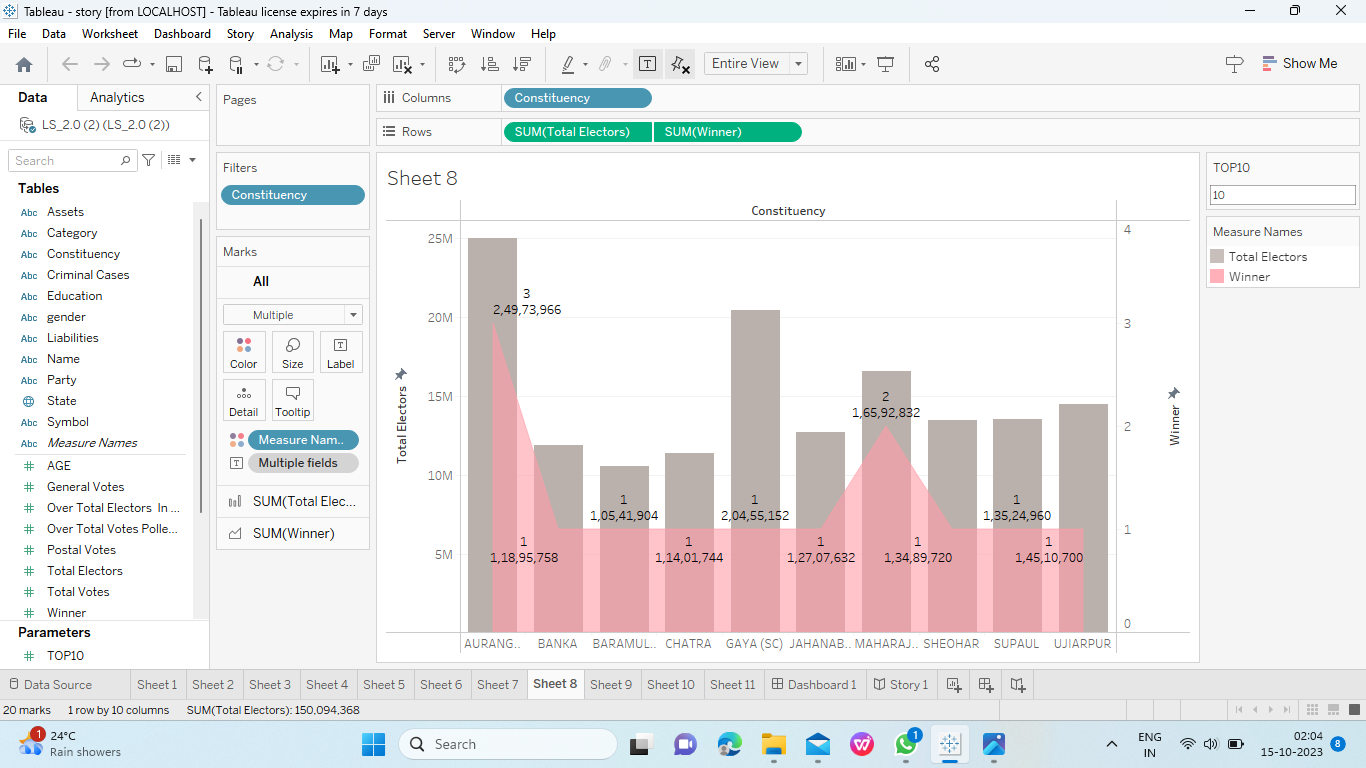 Tableau - story [from LOCALHOST] - Tableau license expires in 7 days
File Data Worksheet Dashboard Story Analysis Map Format Server Window Help
Entire View Show Me
Data Analytics
LS_2.0 (2) (LS_2.0 (2))
Search
Tables
Abc Assets
Abc Category
Abc Constituency
Abc Criminal Cases
Abc Education
Abc gender
Abc Liabilities
Abc Name
Abc Party
State
Abc Symbol
Abc Measure Names
AGE
General Votes
Over Total Electors In ...
Over Total Votes Polle...
Postal Votes
Total Electors
Total Votes
Winner
Parameters
TOP10
Pages
Filters
Constituency
Marks
All
Multiple
Color Size Label
Detail Tooltip
Measure Nam..
Multiple fields
SUM(Total Elec...
SUM(Winner)
Columns Constituency
Rows SUM(Total Electors) SUM(Winner)
Sheet 8
Constituency
Total Electors
25M
20M
15M
10M
5M
3
2,49,73,966
1
1,18,95,758
1
1,05,41,904
1
1,14,01,744
1
2,04,55,152
1
1,27,07,632
2
1,65,92,832
1
1,34,89,720
1
1,35,24,960
1
1,45,10,700
4
3
2
1
0
Winner
AURANG.. BANKA BARAMUL.. CHATRA GAYA (SC) JAHANAB.. MAHARAJ.. SHEOHAR SUPAUL UJIARPUR
TOP10
10
Measure Names
Total Electors
Winner
Data Source Sheet 1 Sheet 2 Sheet 3 Sheet 4 Sheet 5 Sheet 6 Sheet 7 Sheet 8 Sheet 9 Sheet 10 Sheet 11 Dashboard 1 Story 1
20 marks 1 row by 10 columns SUM(Total Electors): 150,094,368
1
24°C
Rain showers
Search
1
ENG
IN
02:04
15-10-2023
8